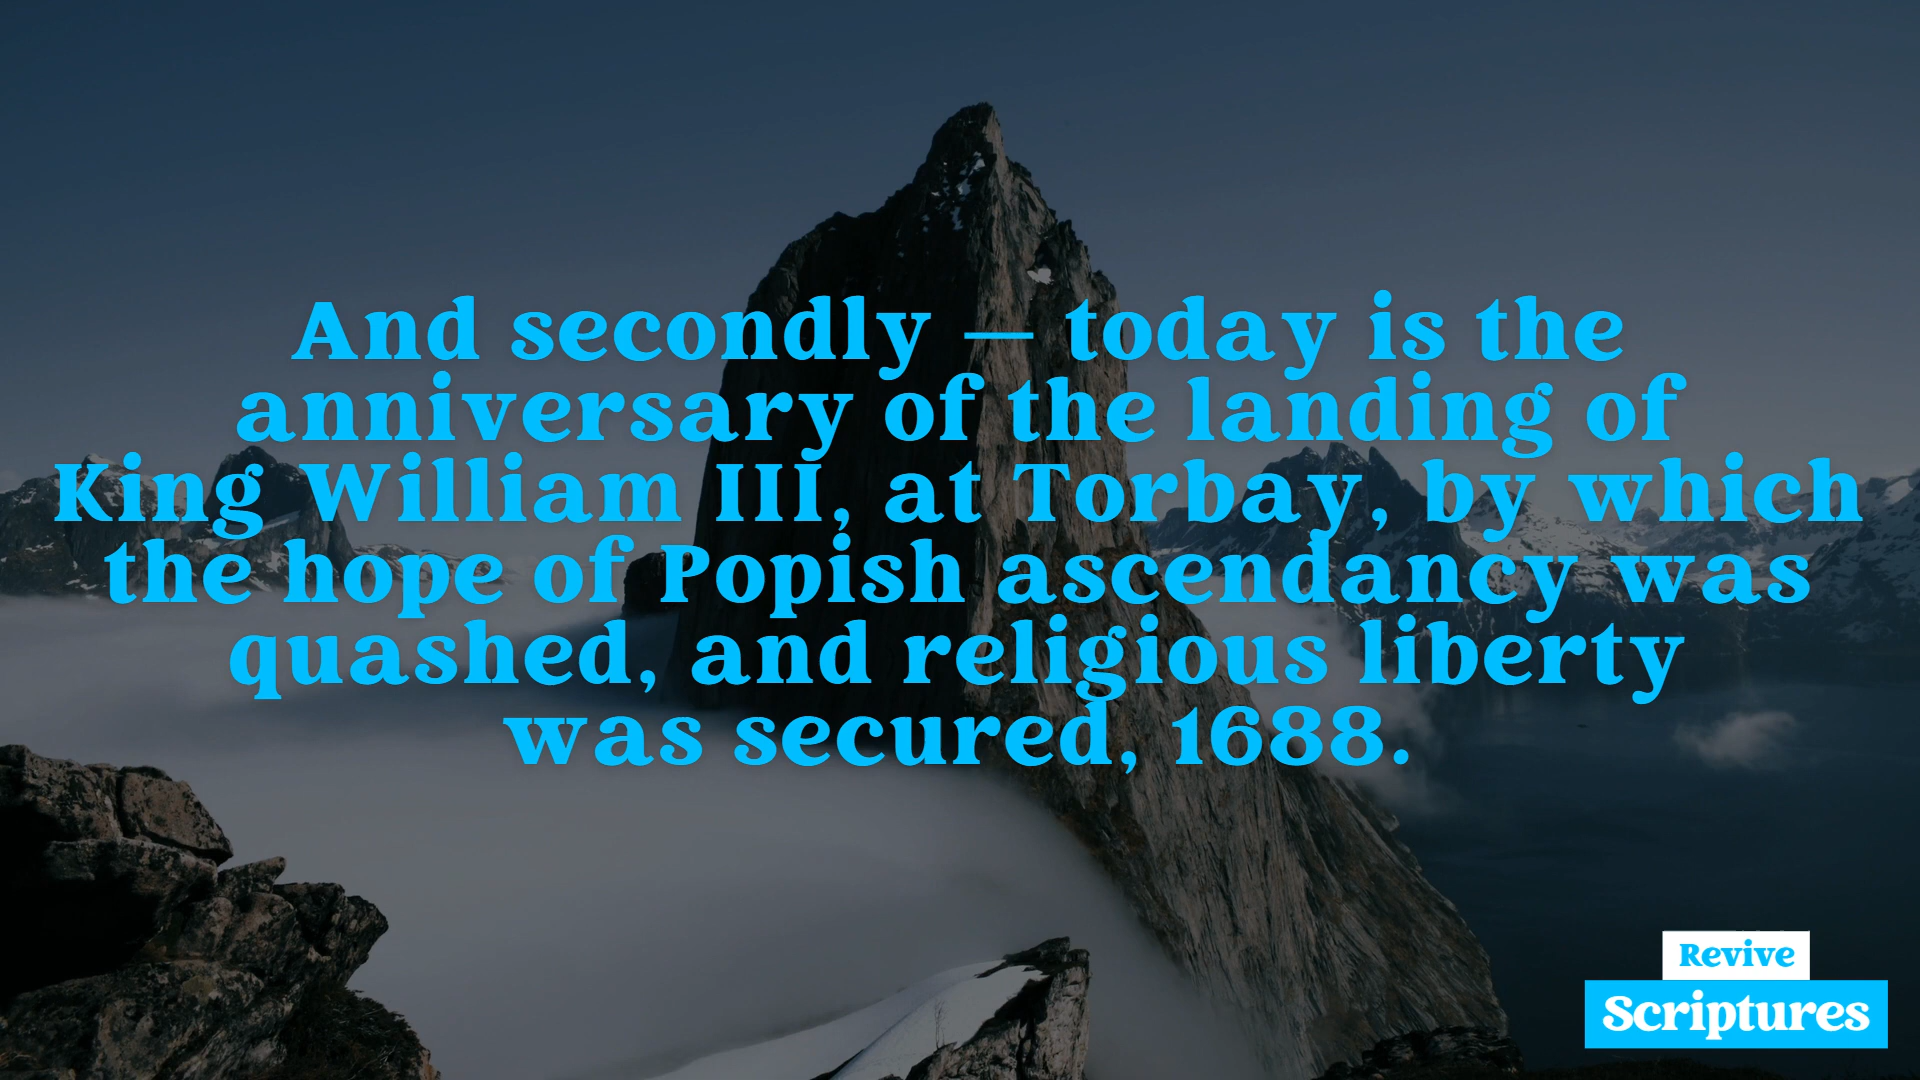 And secondly — today is the
anniversary of the landing of
King William III, at Torbay, by which
the hope of Popish ascendancy was
quashed, and religious liberty
was secured, 1688.
Revive
Scriptures